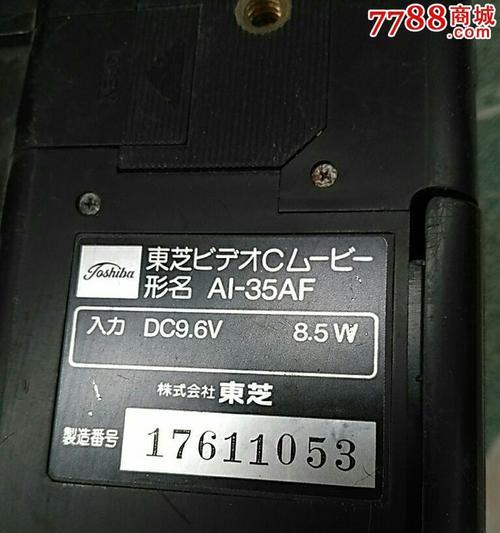 7788商城
Toshiba
東芝ビデオCムービー
形名 AI-35AF
入力 DC9.6V 8.5W
株式会社 東芝
製造番号 17611053